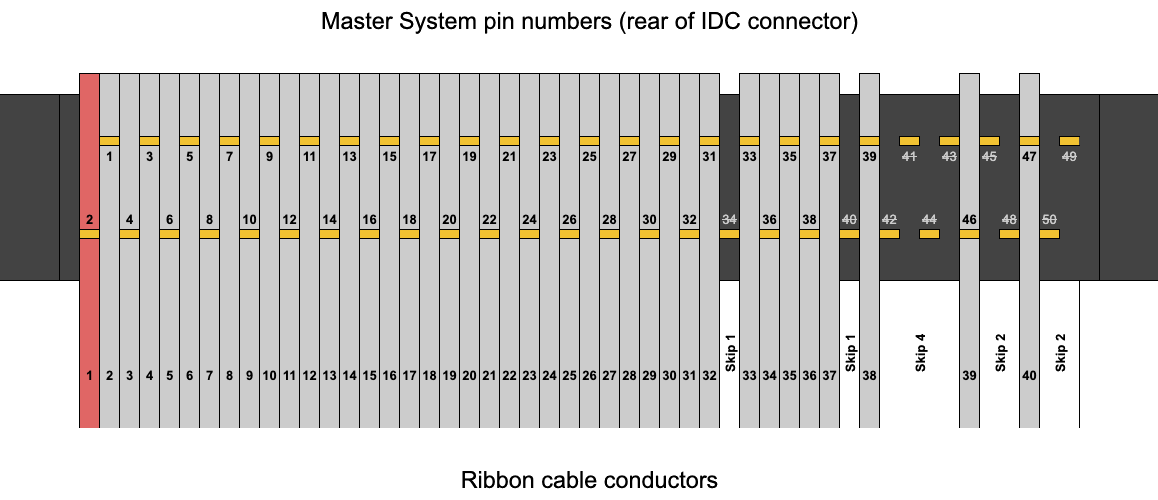 Master System pin numbers (rear of IDC connector)
1 3 5 7 9 11 13 15 17 19 21 23 25 27 29 31 33 35 37 39 41 43 45 47 49
2 4 6 8 10 12 14 16 18 20 22 24 26 28 30 32 34 36 38 40 42 44 46 48 50
Skip 1 Skip 1 Skip 4 Skip 2 Skip 2
1 2 3 4 5 6 7 8 9 10 11 12 13 14 15 16 17 18 19 20 21 22 23 24 25 26 27 28 29 30 31 32 33 34 35 36 37 38 39 40
Ribbon cable conductors